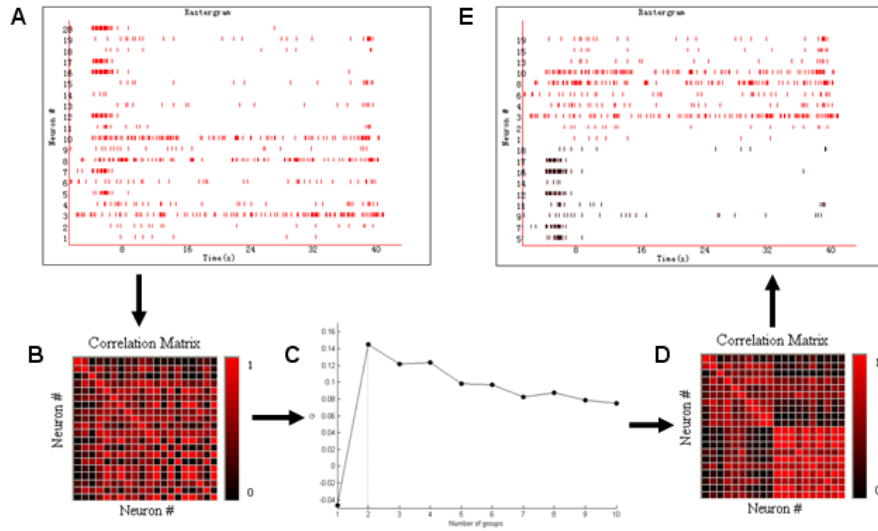 A
Rastergram
Neuron #
20
19
18
17
16
15
14
13
12
11
10
9
8
7
6
5
4
3
2
1
8 16 24 32 40
Time(s)
E
Rastergram
Neuron #
19
15
13
10
8
6
4
3
2
1
18
17
16
14
11
9
7
5
8 16 24 32 40
Time(s)
B
Correlation Matrix
Neuron #
1
0
Neuron #
C
0.16
0.14
0.12
0.1
0.08
0.06
0.04
0.02
0
-0.02
-0.04
G
1 2 3 4 5 6 7 8 9 10
Number of groups
D
Correlation Matrix
Neuron #
1
0
Neuron #